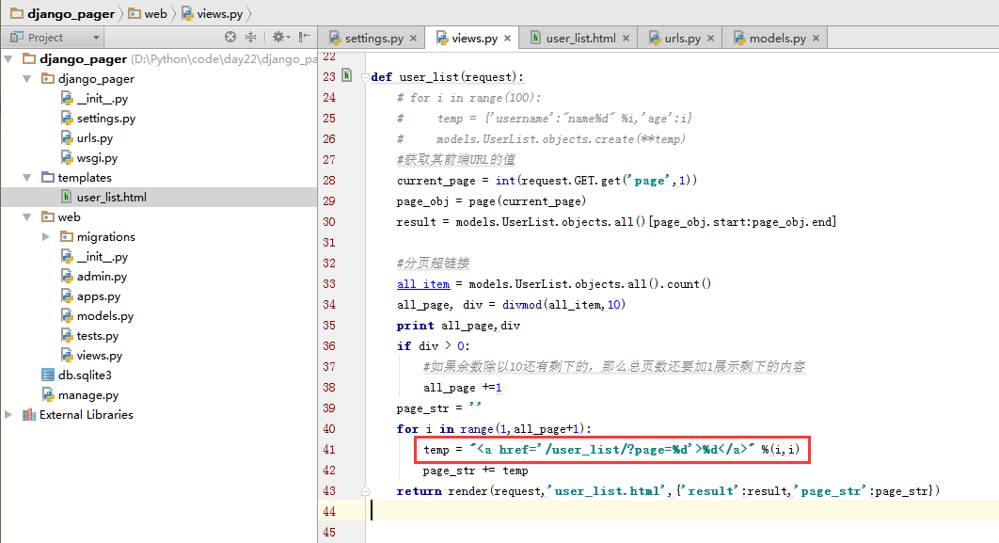 django_pager web views.py
Project
settings.py views.py user_list.html urls.py models.py
django_pager (D:\Python\code\day22\django_pa
django_pager
__init__.py
settings.py
urls.py
wsgi.py
templates
user_list.html
web
migrations
__init__.py
admin.py
apps.py
models.py
tests.py
views.py
db.sqlite3
manage.py
External Libraries
22
23 def user_list(request):
24 # for i in range(100):
25 #     temp = {'username':"name%d" %i,'age':i}
26 #     models.UserList.objects.create(**temp)
27 #获取其前端URL的值
28 current_page = int(request.GET.get('page',1))
29 page_obj = page(current_page)
30 result = models.UserList.objects.all()[page_obj.start:page_obj.end]
31
32 #分页超链接
33 all_item = models.UserList.objects.all().count()
34 all_page, div = divmod(all_item,10)
35 print all_page,div
36 if div > 0:
37 #如果余数除以10还有剩下的，那么总页数还要加1展示剩下的内容
38 all_page +=1
39 page_str = ''
40 for i in range(1,all_page+1):
41 temp = "<a href='/user_list/?page=%d'>%d</a>" %(i,i)
42 page_str += temp
43 return render(request,'user_list.html',{'result':result,'page_str':page_str})
44
45